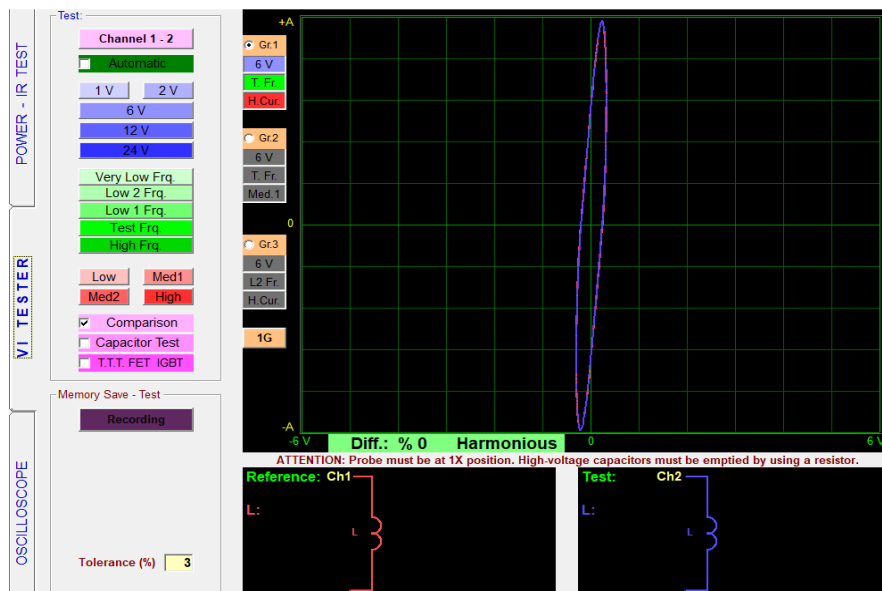 Test:
Channel 1 - 2
Automatic
1 V 2 V
6 V
12 V
24 V
Very Low Frq.
Low 2 Frq.
Low 1 Frq.
Test Frq.
High Frq.
Low Med1
Med2 High
Comparison
Capacitor Test
T.T.T. FET IGBT
Memory Save - Test
Recording
Tolerance (%) 3
POWER - IR TEST
VI TESTER
OSCILLOSCOPE
Gr.1
6 V
T. Fr.
H.Cur.
Gr.2
6 V
T. Fr.
Med.1
Gr.3
6 V
L2 Fr.
H.Cur.
1G
+A
0
-A
-6 V 0 6 V
Diff.: % 0 Harmonious
ATTENTION: Probe must be at 1X position. High-voltage capacitors must be emptied by using a resistor.
Reference: Ch1
L:
L
Test: Ch2
L:
L